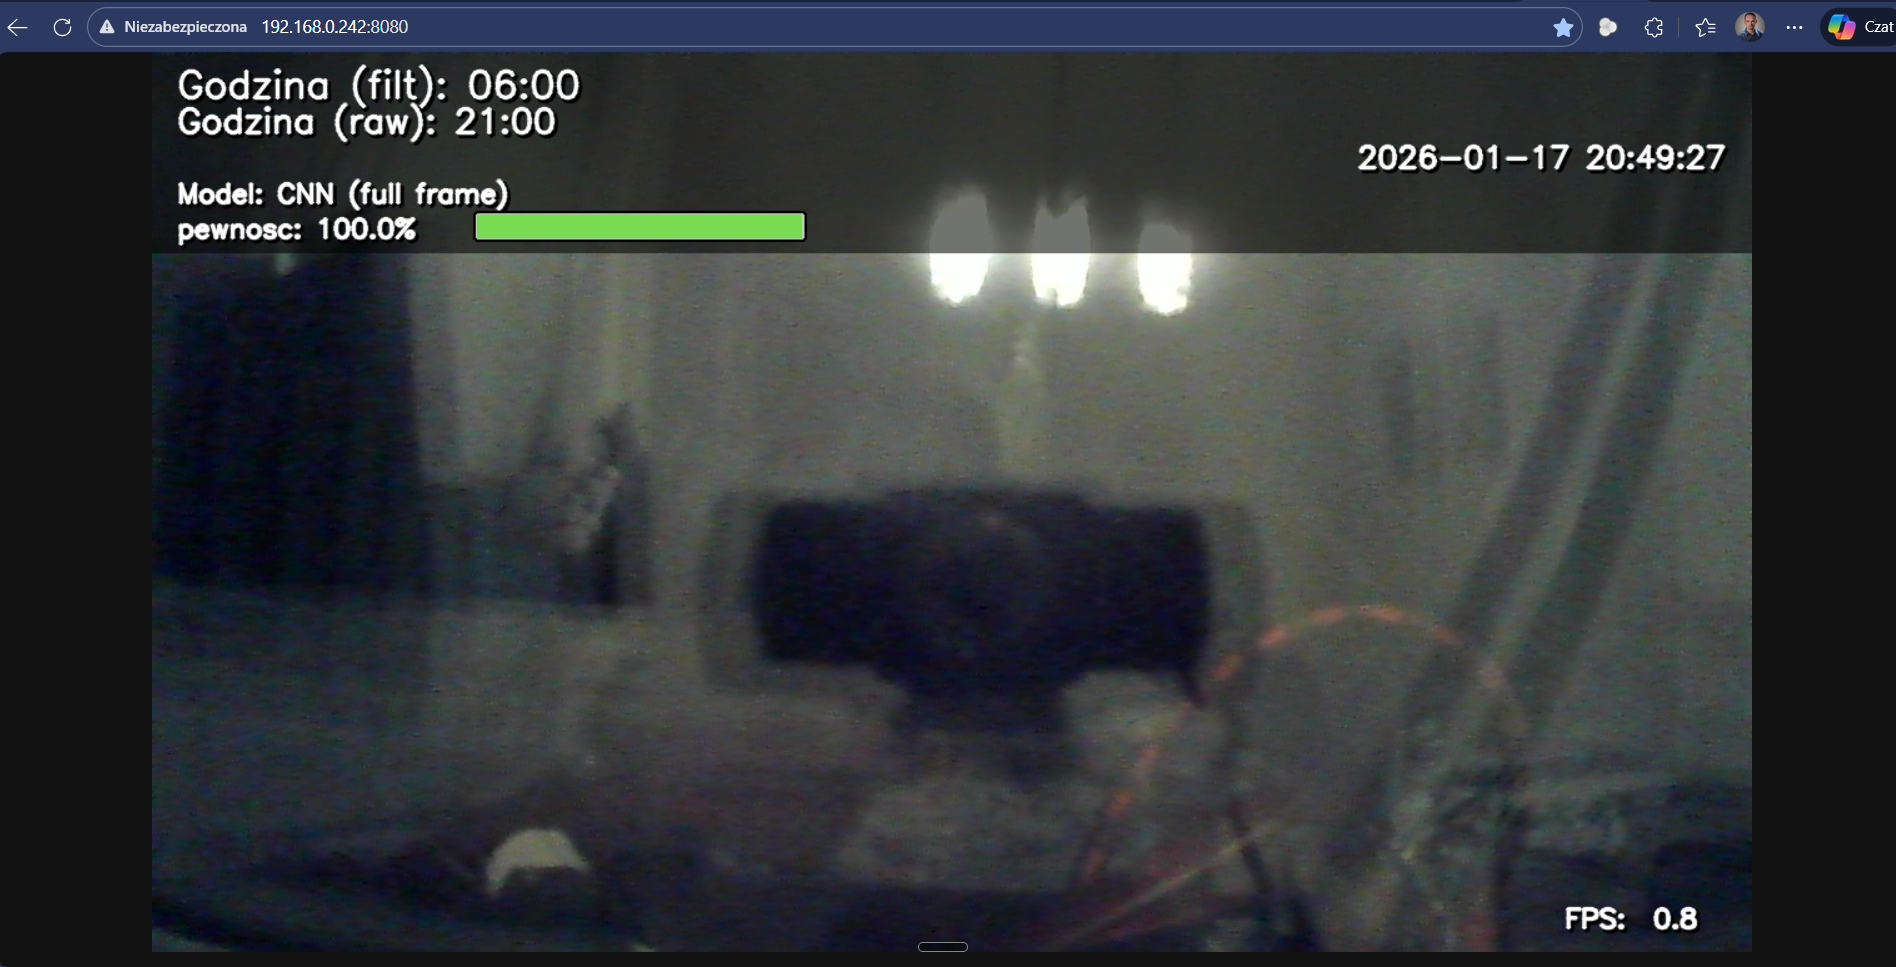 Niezabezpieczona 192.168.0.242:8080
Czat
Godzina (filt): 06:00
Godzina (raw): 21:00
2026-01-17 20:49:27
Model: CNN (full frame)
pewnosc: 100.0%
FPS: 0.8